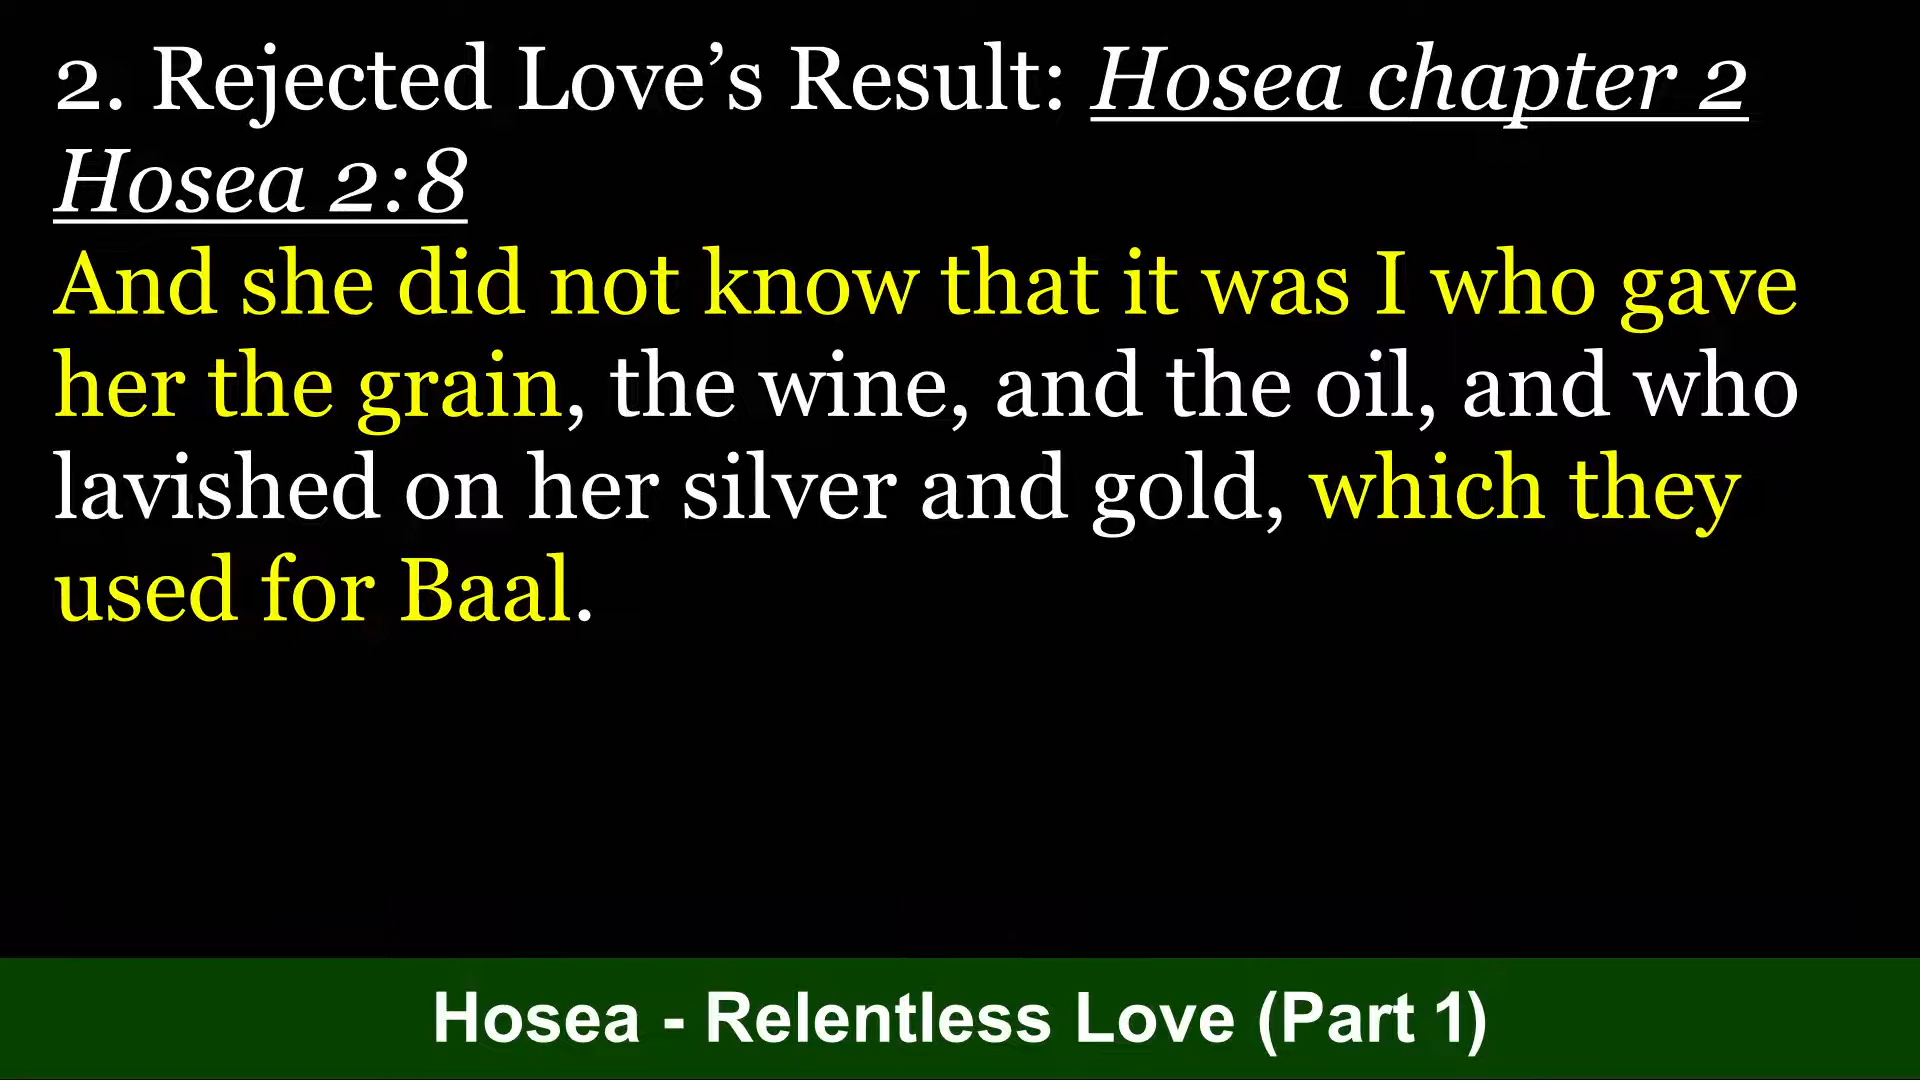 2. Rejected Love’s Result: Hosea chapter 2
Hosea 2:8
And she did not know that it was I who gave
her the grain, the wine, and the oil, and who
lavished on her silver and gold, which they
used for Baal.
Hosea - Relentless Love (Part 1)